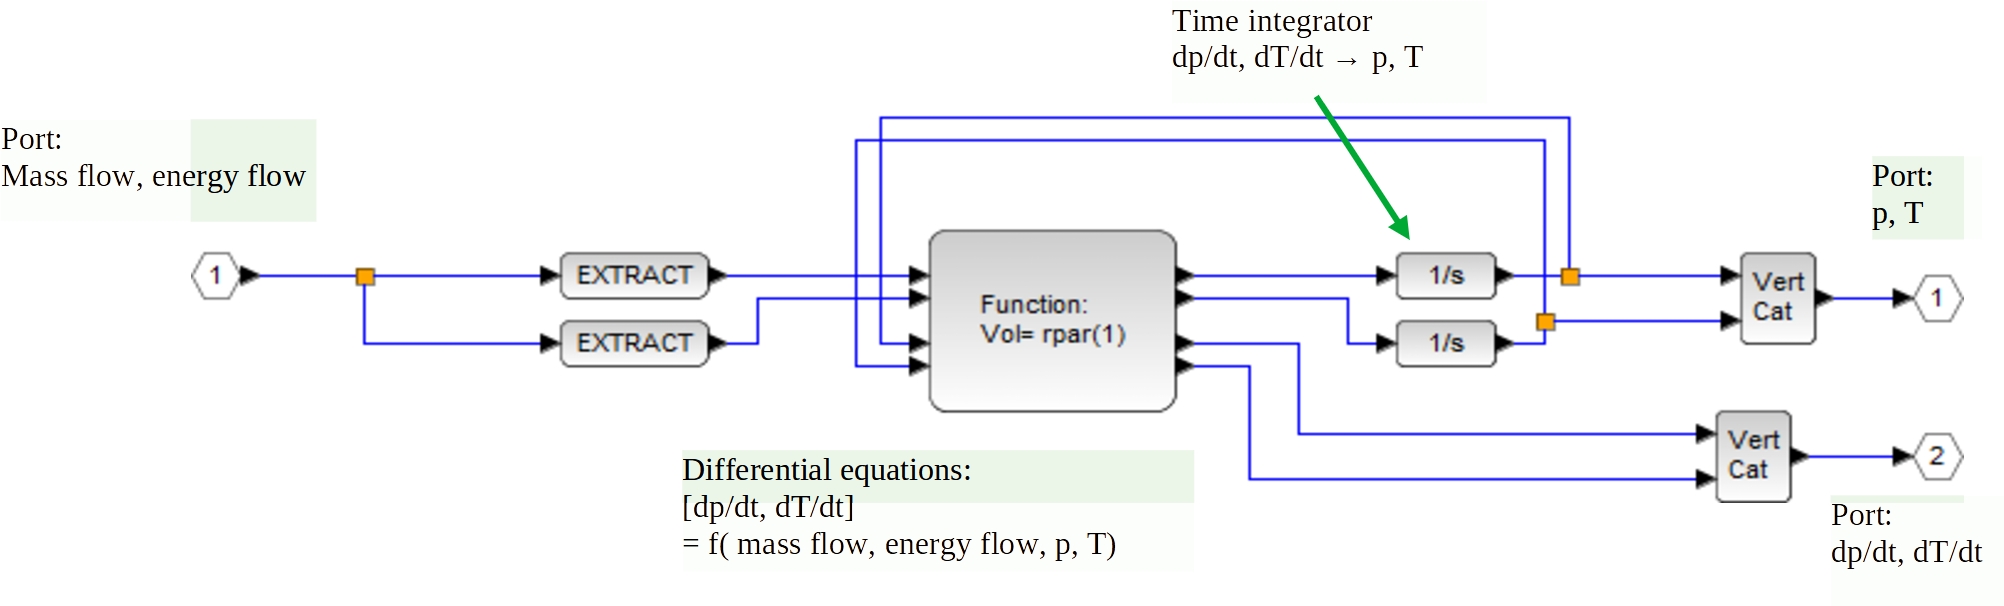 Time integrator
dp/dt, dT/dt → p, T
Port:
Mass flow, energy flow
Port:
p, T
1
EXTRACT
EXTRACT
Function:
Vol= rpar(1)
1/s
1/s
Vert
Cat
1
Vert
Cat
2
Differential equations:
[dp/dt, dT/dt]
= f( mass flow, energy flow, p, T)
Port:
dp/dt, dT/dt